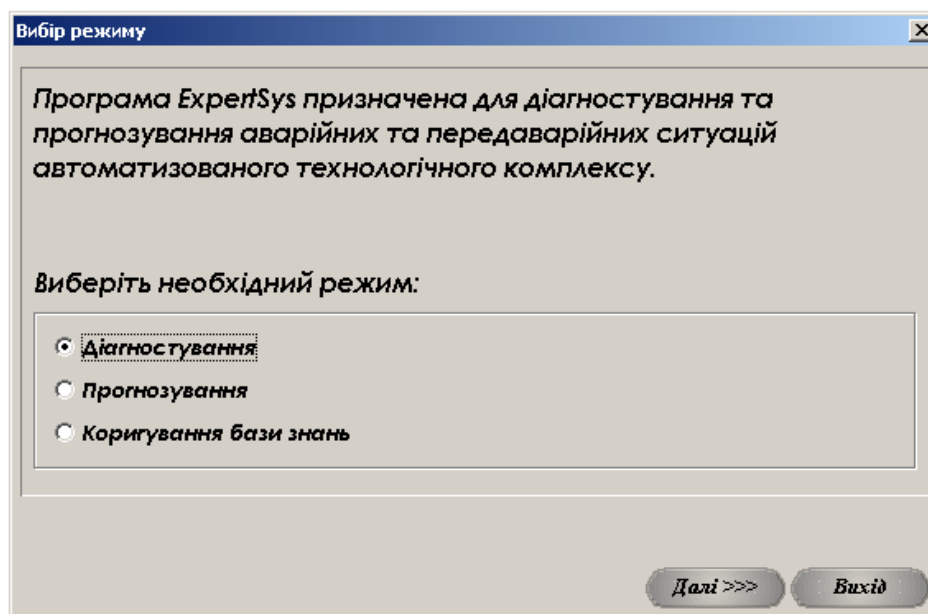 Вибір режиму
Програма ExpertSys призначена для діагностування та
прогнозування аварійних та передаварійних ситуацій
автоматизованого технологічного комплексу.
Виберіть необхідний режим:
Діагностування
Прогнозування
Коригування бази знань
Далі >>> Вихід